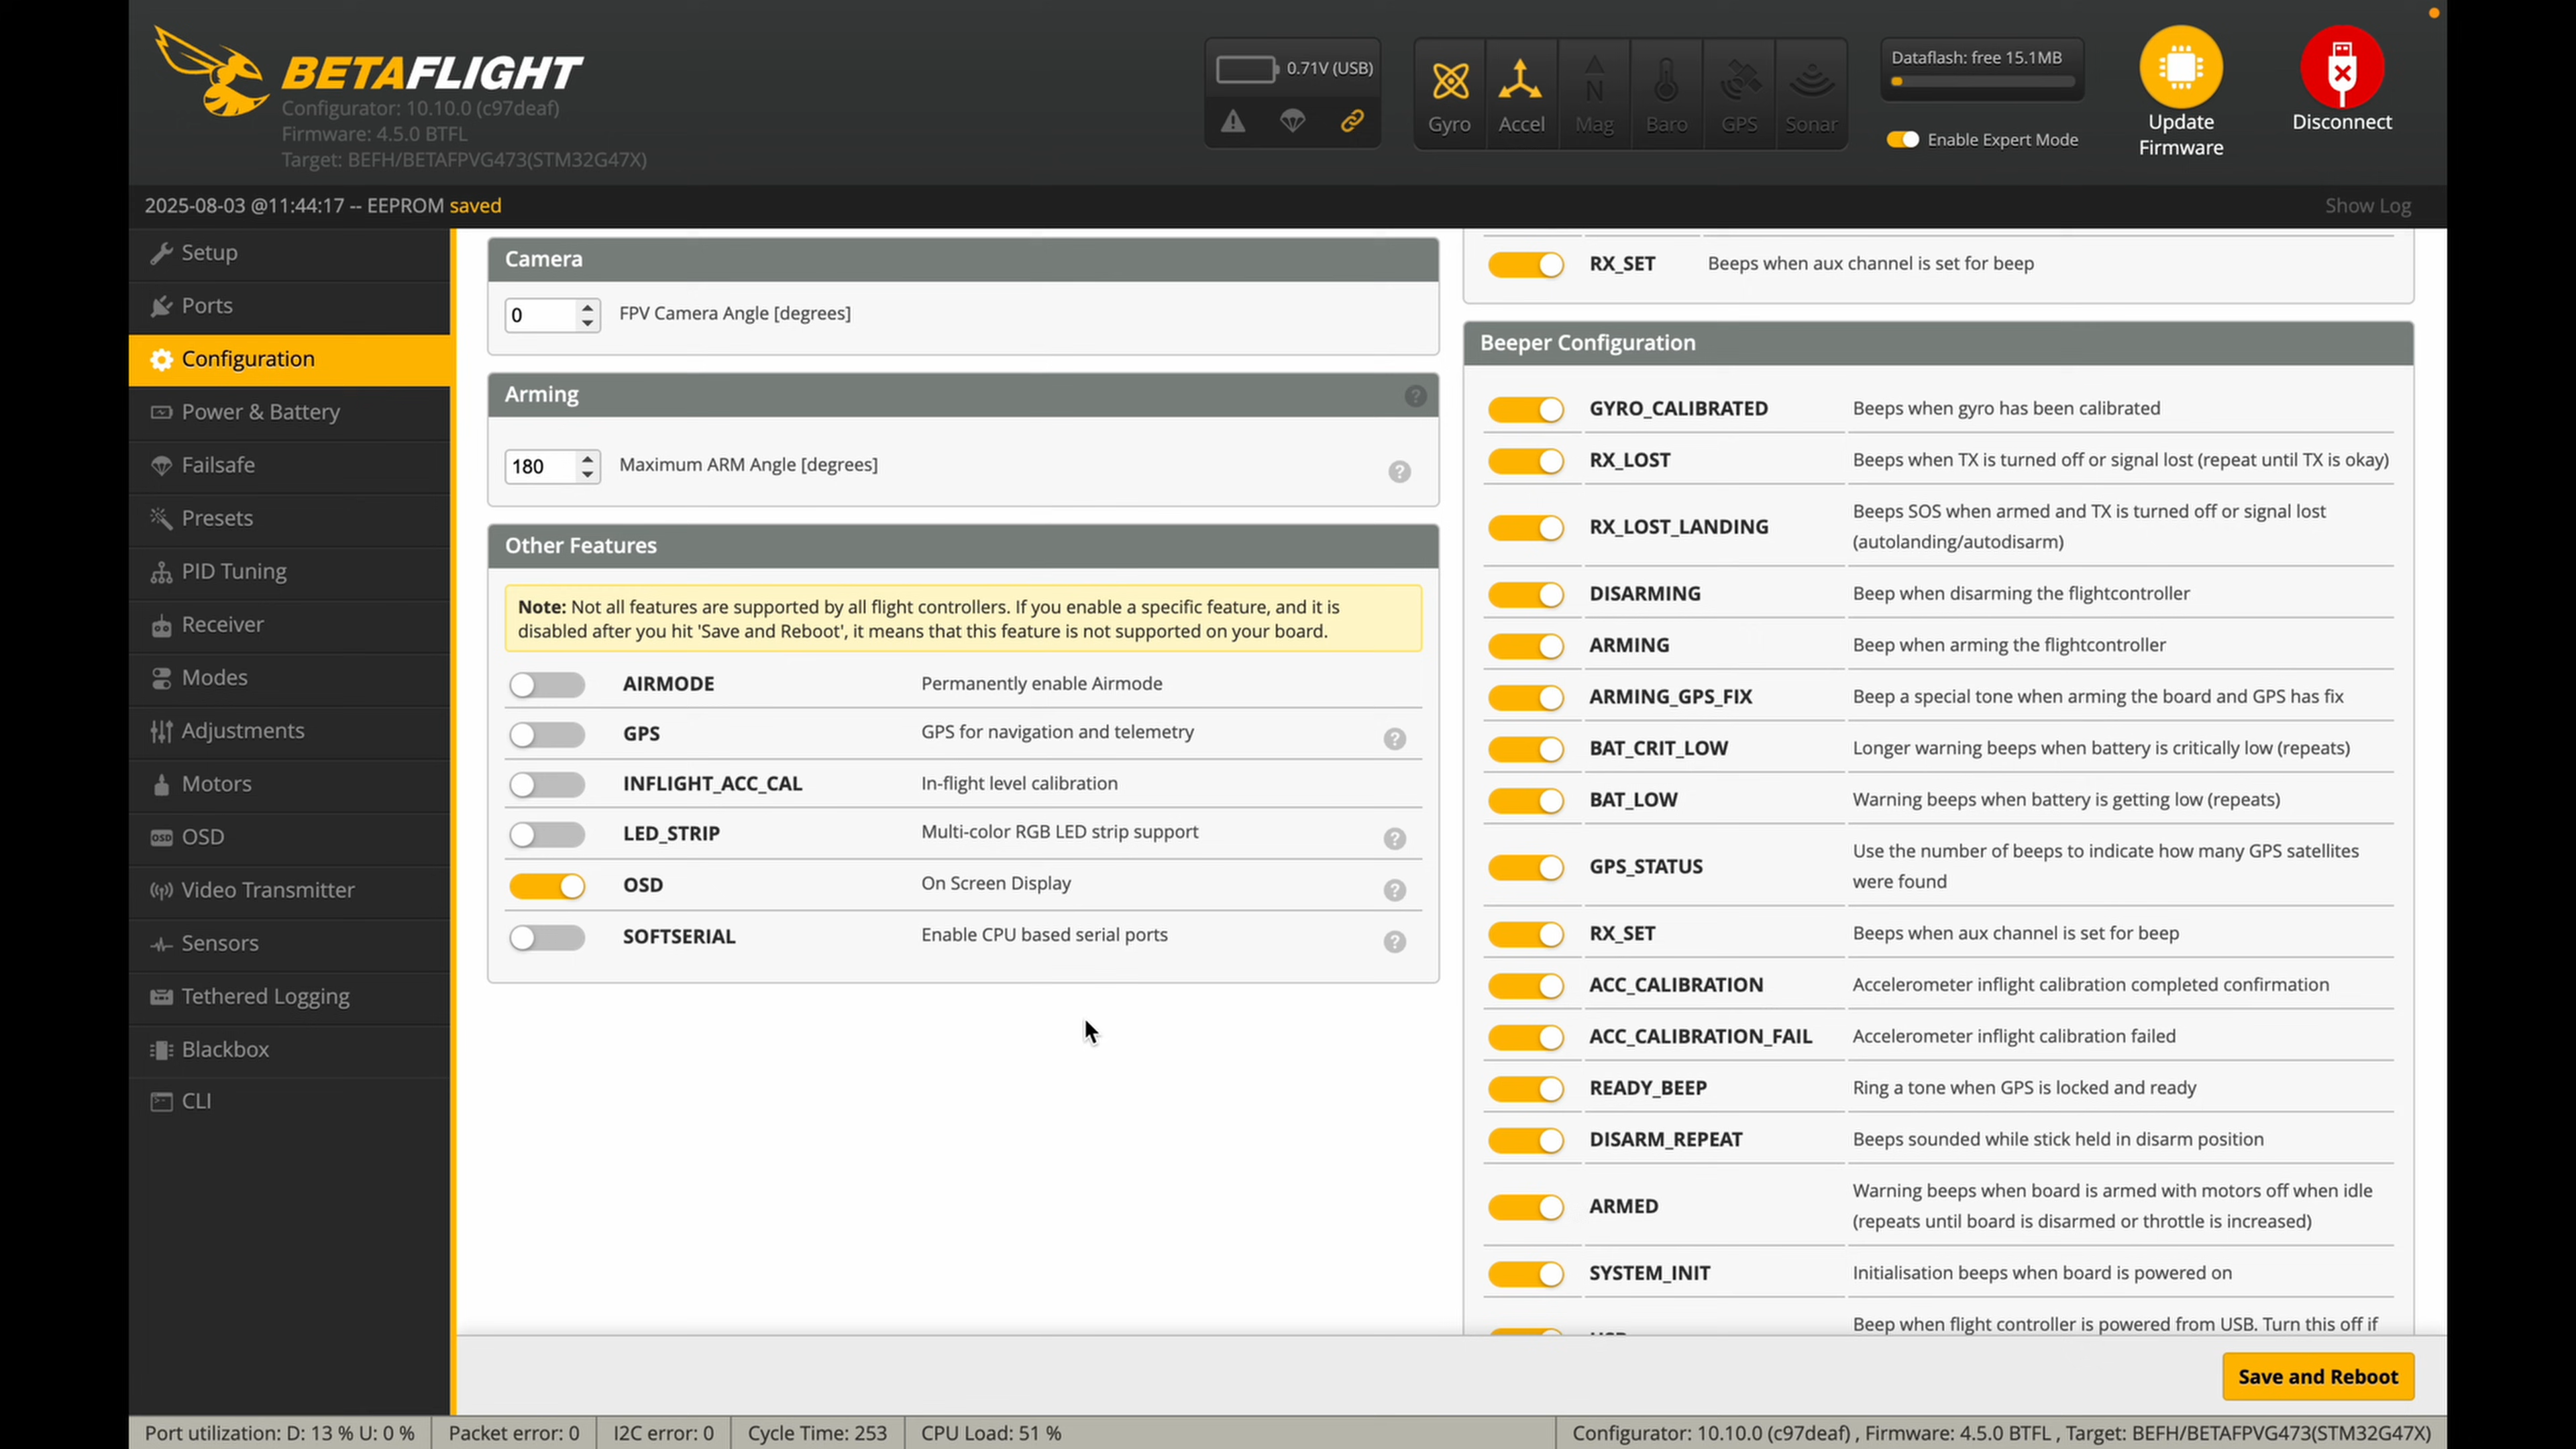 BETAFLIGHT
Configurator: 10.10.0 (c97deaf)
Firmware: 4.5.0 BTFL
Target: BEFH/BETAFPVG473(STM32G47X)
0.71V (USB)
Gyro
Accel
N
Mag
Baro
GPS
Sonar
Dataflash: free 15.1MB
Enable Expert Mode
Update
Firmware
Disconnect
2025-08-03 @11:44:17 -- EEPROM saved
Show Log
Setup
Ports
Configuration
Power & Battery
Failsafe
Presets
PID Tuning
Receiver
Modes
Adjustments
Motors
OSD OSD
Video Transmitter
Sensors
Tethered Logging
Blackbox
CLI
Camera
0 FPV Camera Angle [degrees]
Arming ?
180 Maximum ARM Angle [degrees] ?
Other Features
Note: Not all features are supported by all flight controllers. If you enable a specific feature, and it is
disabled after you hit 'Save and Reboot', it means that this feature is not supported on your board.
AIRMODE Permanently enable Airmode
GPS GPS for navigation and telemetry ?
INFLIGHT_ACC_CAL In-flight level calibration
LED_STRIP Multi-color RGB LED strip support ?
OSD On Screen Display ?
SOFTSERIAL Enable CPU based serial ports ?
RX_SET Beeps when aux channel is set for beep
Beeper Configuration
GYRO_CALIBRATED Beeps when gyro has been calibrated
RX_LOST Beeps when TX is turned off or signal lost (repeat until TX is okay)
RX_LOST_LANDING Beeps SOS when armed and TX is turned off or signal lost
(autolanding/autodisarm)
DISARMING Beep when disarming the flightcontroller
ARMING Beep when arming the flightcontroller
ARMING_GPS_FIX Beep a special tone when arming the board and GPS has fix
BAT_CRIT_LOW Longer warning beeps when battery is critically low (repeats)
BAT_LOW Warning beeps when battery is getting low (repeats)
GPS_STATUS Use the number of beeps to indicate how many GPS satellites
were found
RX_SET Beeps when aux channel is set for beep
ACC_CALIBRATION Accelerometer inflight calibration completed confirmation
ACC_CALIBRATION_FAIL Accelerometer inflight calibration failed
READY_BEEP Ring a tone when GPS is locked and ready
DISARM_REPEAT Beeps sounded while stick held in disarm position
ARMED Warning beeps when board is armed with motors off when idle
(repeats until board is disarmed or throttle is increased)
SYSTEM_INIT Initialisation beeps when board is powered on
Beep when flight controller is powered from USB. Turn this off if
Save and Reboot
Port utilization: D: 13 % U: 0 % Packet error: 0 I2C error: 0 Cycle Time: 253 CPU Load: 51 %
Configurator: 10.10.0 (c97deaf) , Firmware: 4.5.0 BTFL , Target: BEFH/BETAFPVG473(STM32G47X)